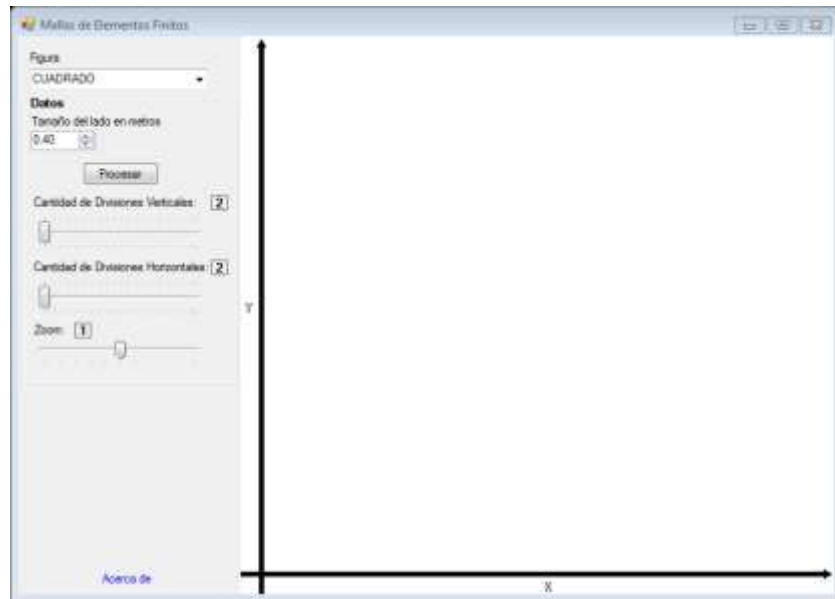 Mallas de Elementos Finitos
Figura
CUADRADO
Datos
Tamaño del lado en metros
0.40
Procesar
Cantidad de Divisiones Verticales: 2
Cantidad de Divisiones Horizontales: 2
Zoom: 1
Y
Acerca de
X